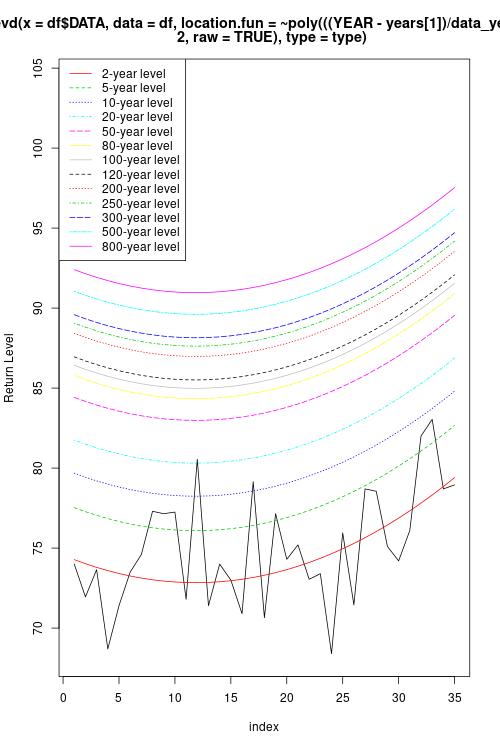 evd(x = df$DATA, data = df, location.fun = ~poly(((YEAR - years[1])/data_ye
2, raw = TRUE), type = type)
105
100
95
90
85
80
75
70
Return Level
2-year level
5-year level
10-year level
20-year level
50-year level
80-year level
100-year level
120-year level
200-year level
250-year level
300-year level
500-year level
800-year level
0 5 10 15 20 25 30 35
index